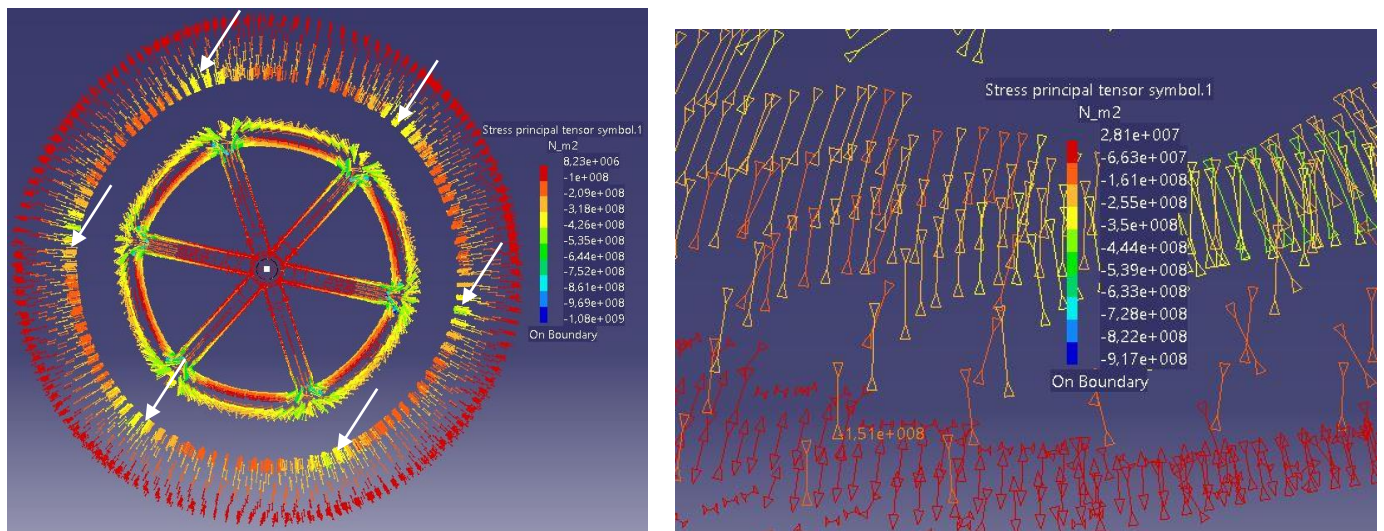 Stress principal tensor symbol.1
N_m2
8,23e+006
-1e+008
-2,09e+008
-3,18e+008
-4,26e+008
-5,35e+008
-6,44e+008
-7,52e+008
-8,61e+008
-9,69e+008
-1,08e+009
On Boundary
Stress principal tensor symbol.1
N_m2
2,81e+007
-6,63e+007
-1,61e+008
-2,55e+008
-3,5e+008
-4,44e+008
-5,39e+008
-6,33e+008
-7,28e+008
-8,22e+008
-9,17e+008
On Boundary
-1,51e+008